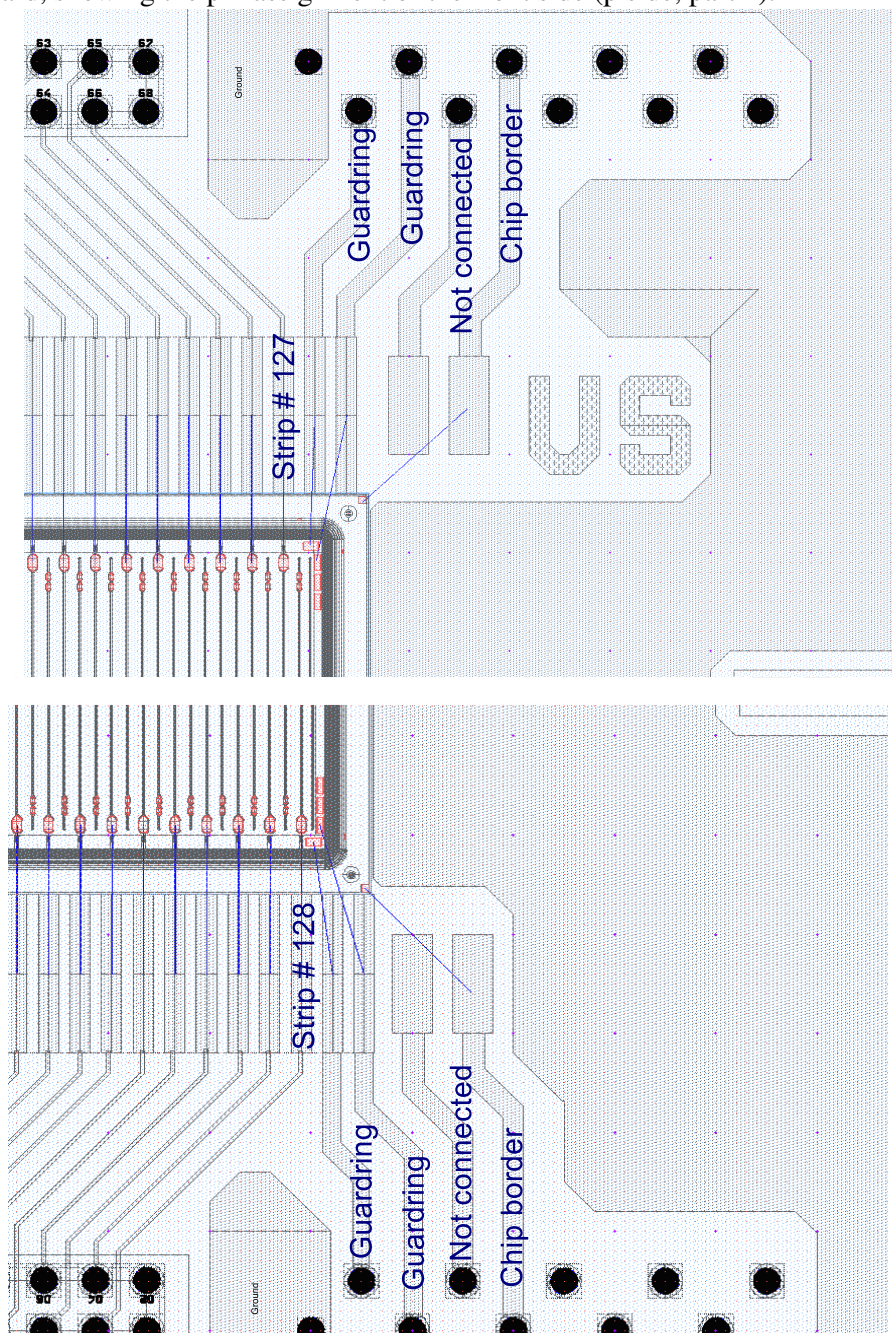 63 65 67
64 66 68
Ground
Guardring
Guardring
Not connected
Chip border
Strip # 127
US
Strip # 128
Guardring
Guardring
Not connected
Chip border
Ground